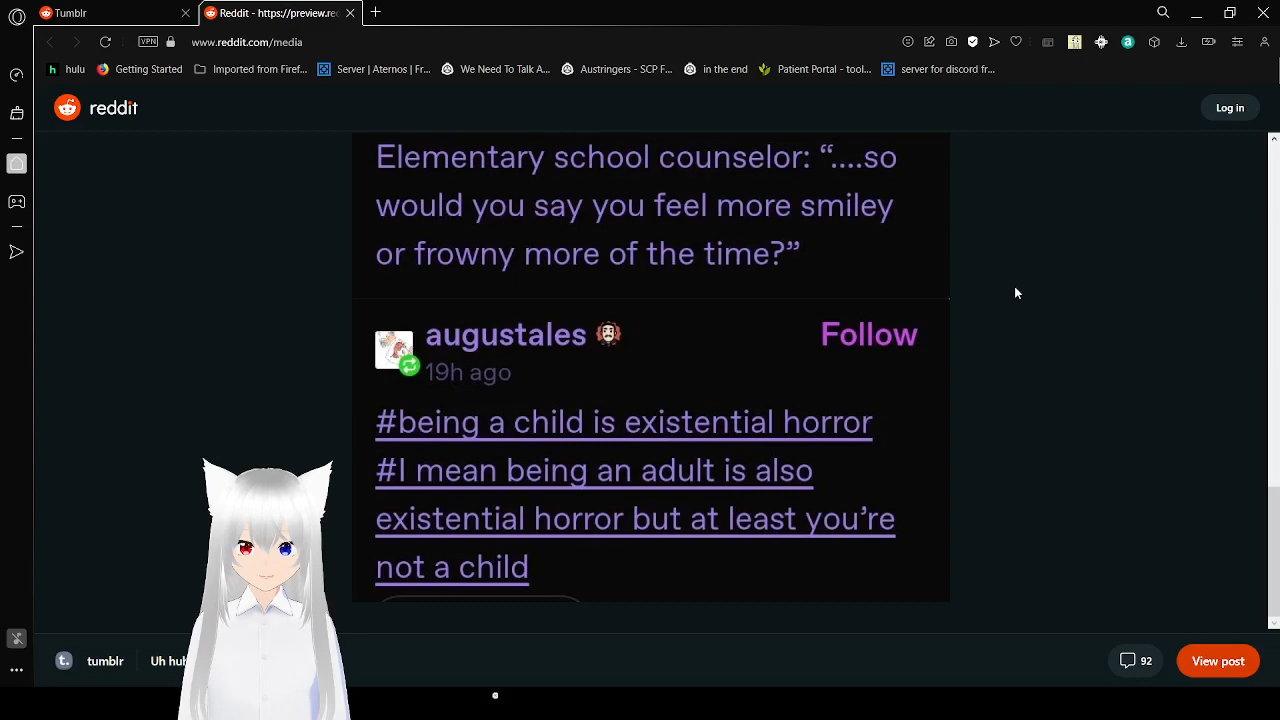 Tumblr
Reddit - https://preview.red
VPN
www.reddit.com/media
hulu
Getting Started
Imported from Firef...
Server | Aternos | Fr...
We Need To Talk A...
Austringers - SCP F...
in the end
Patient Portal - tool...
server for discord fr...
reddit
Log in
Elementary school counselor: “....so
would you say you feel more smiley
or frowny more of the time?”
augustales
Follow
19h ago
#being a child is existential horror
#I mean being an adult is also
existential horror but at least you’re
not a child
t.
tumblr
Uh huh
92
View post